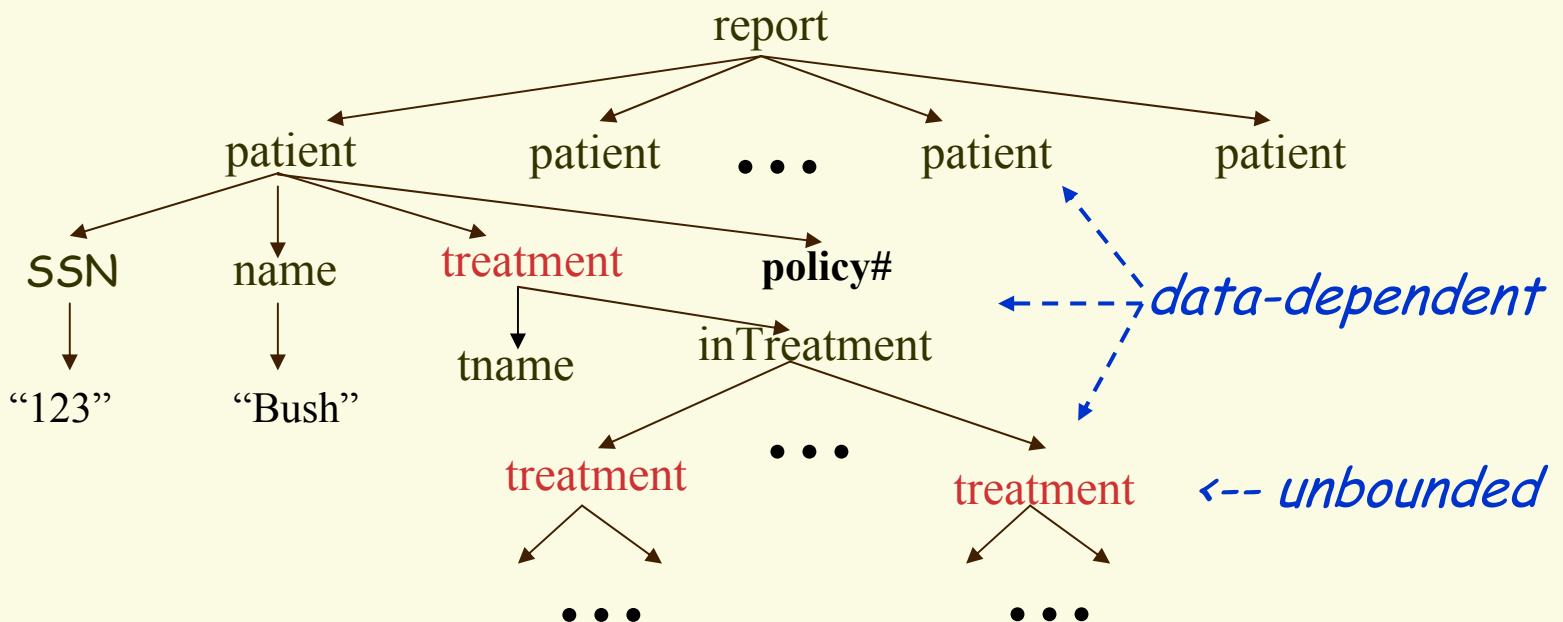 report
patient patient • • • patient patient
SSN name treatment policy#
data-dependent
tname inTreatment
“123” “Bush”
treatment • • • treatment <-- unbounded
• • • • • •